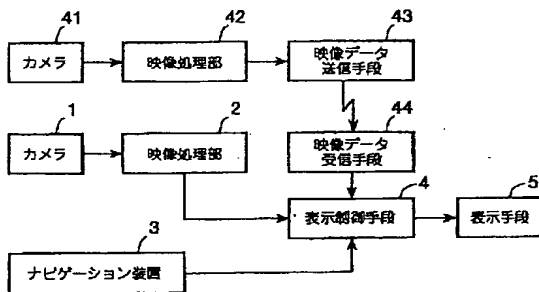 41
42
43
カメラ
映像処理部
映像データ
送信手段
1
2
44
カメラ
映像処理部
映像データ
受信手段
4
5
表示制御手段
表示手段
3
ナビゲーション装置